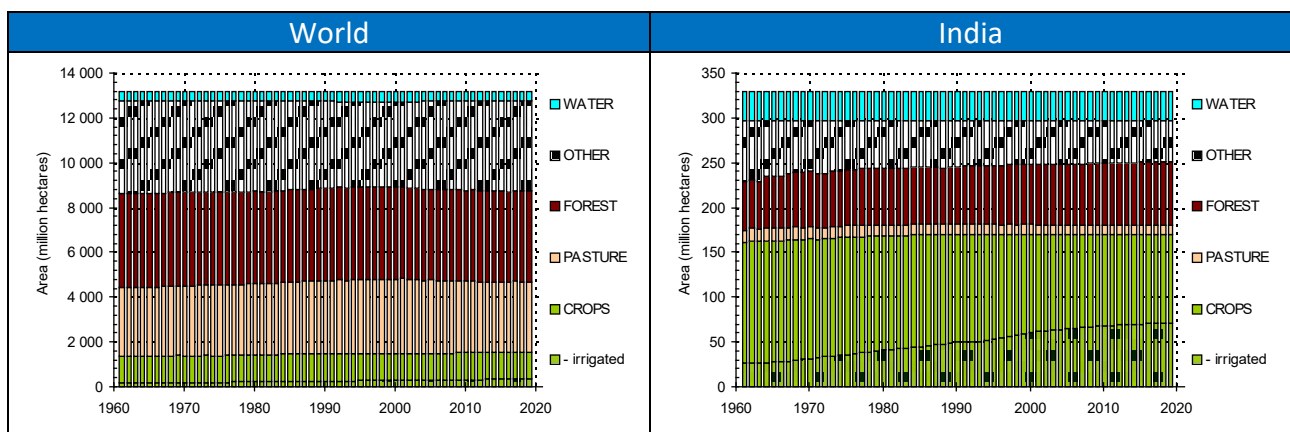 World
India
Area (million hectares)
14 000
12 000
10 000
8 000
6 000
4 000
2 000
0
1960 1970 1980 1990 2000 2010 2020
WATER
OTHER
FOREST
PASTURE
CROPS
- irrigated
Area (million hectares)
350
300
250
200
150
100
50
0
1960 1970 1980 1990 2000 2010 2020
WATER
OTHER
FOREST
PASTURE
CROPS
- irrigated